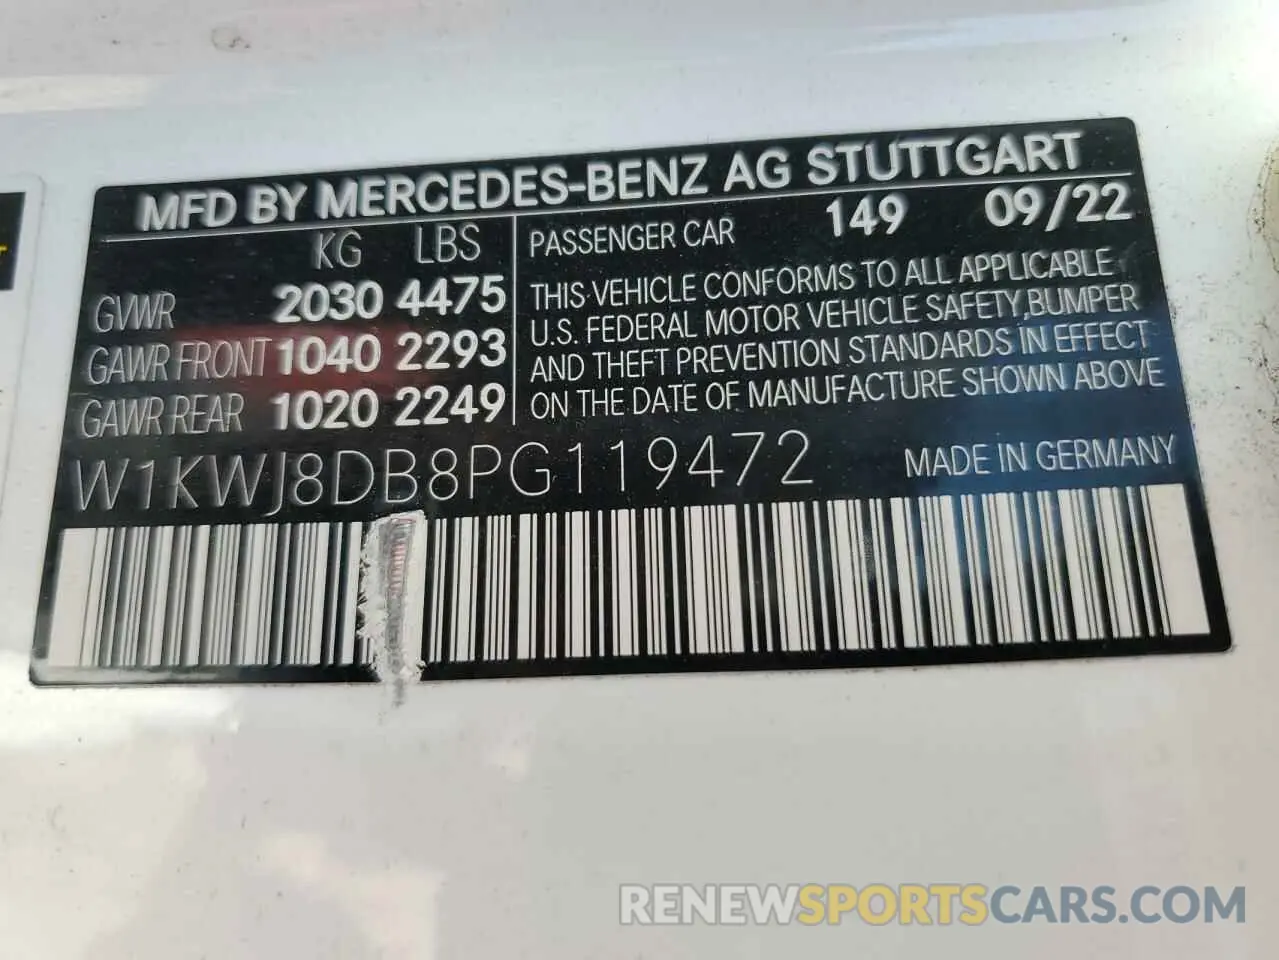 MFD BY MERCEDES-BENZ AG STUTTGART
KG LBS
GVWR 2030 4475
GAWR FRONT 1040 2293
GAWR REAR 1020 2249
PASSENGER CAR 149 09/22
THIS VEHICLE CONFORMS TO ALL APPLICABLE
U.S. FEDERAL MOTOR VEHICLE SAFETY, BUMPER
AND THEFT PREVENTION STANDARDS IN EFFECT
ON THE DATE OF MANUFACTURE SHOWN ABOVE
W1KWJ8DB8PG119472
MADE IN GERMANY
RENEWSPORTSCARS.COM